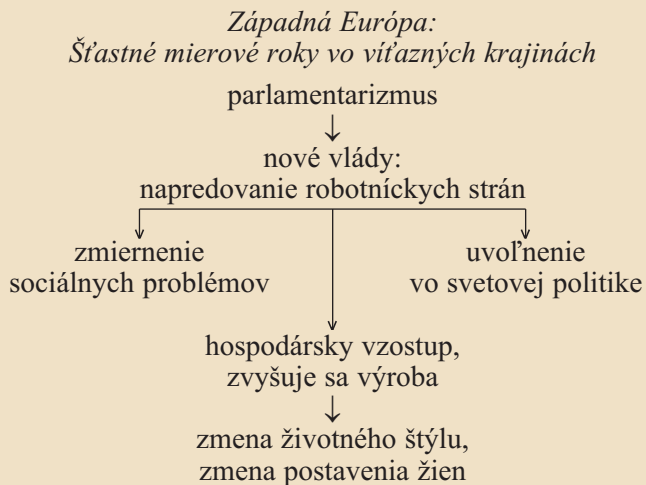 Západná Európa:
Šťastné mierové roky vo víťazných krajinách
parlamentarizmus
nové vlády:
napredovanie robotníckych strán
zmiernenie
sociálnych problémov
uvoľnenie
vo svetovej politike
hospodársky vzostup,
zvyšuje sa výroba
zmena životného štýlu,
zmena postavenia žien